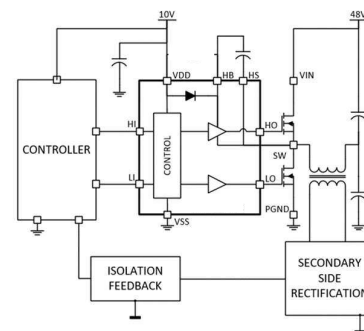 10V
48V
VDD
HB
HS
VIN
HI
HO
CONTROLLER
CONTROL
SW
LI
LO
VSS
PGND
ISOLATION
FEEDBACK
SECONDARY
SIDE
RECTIFICATION